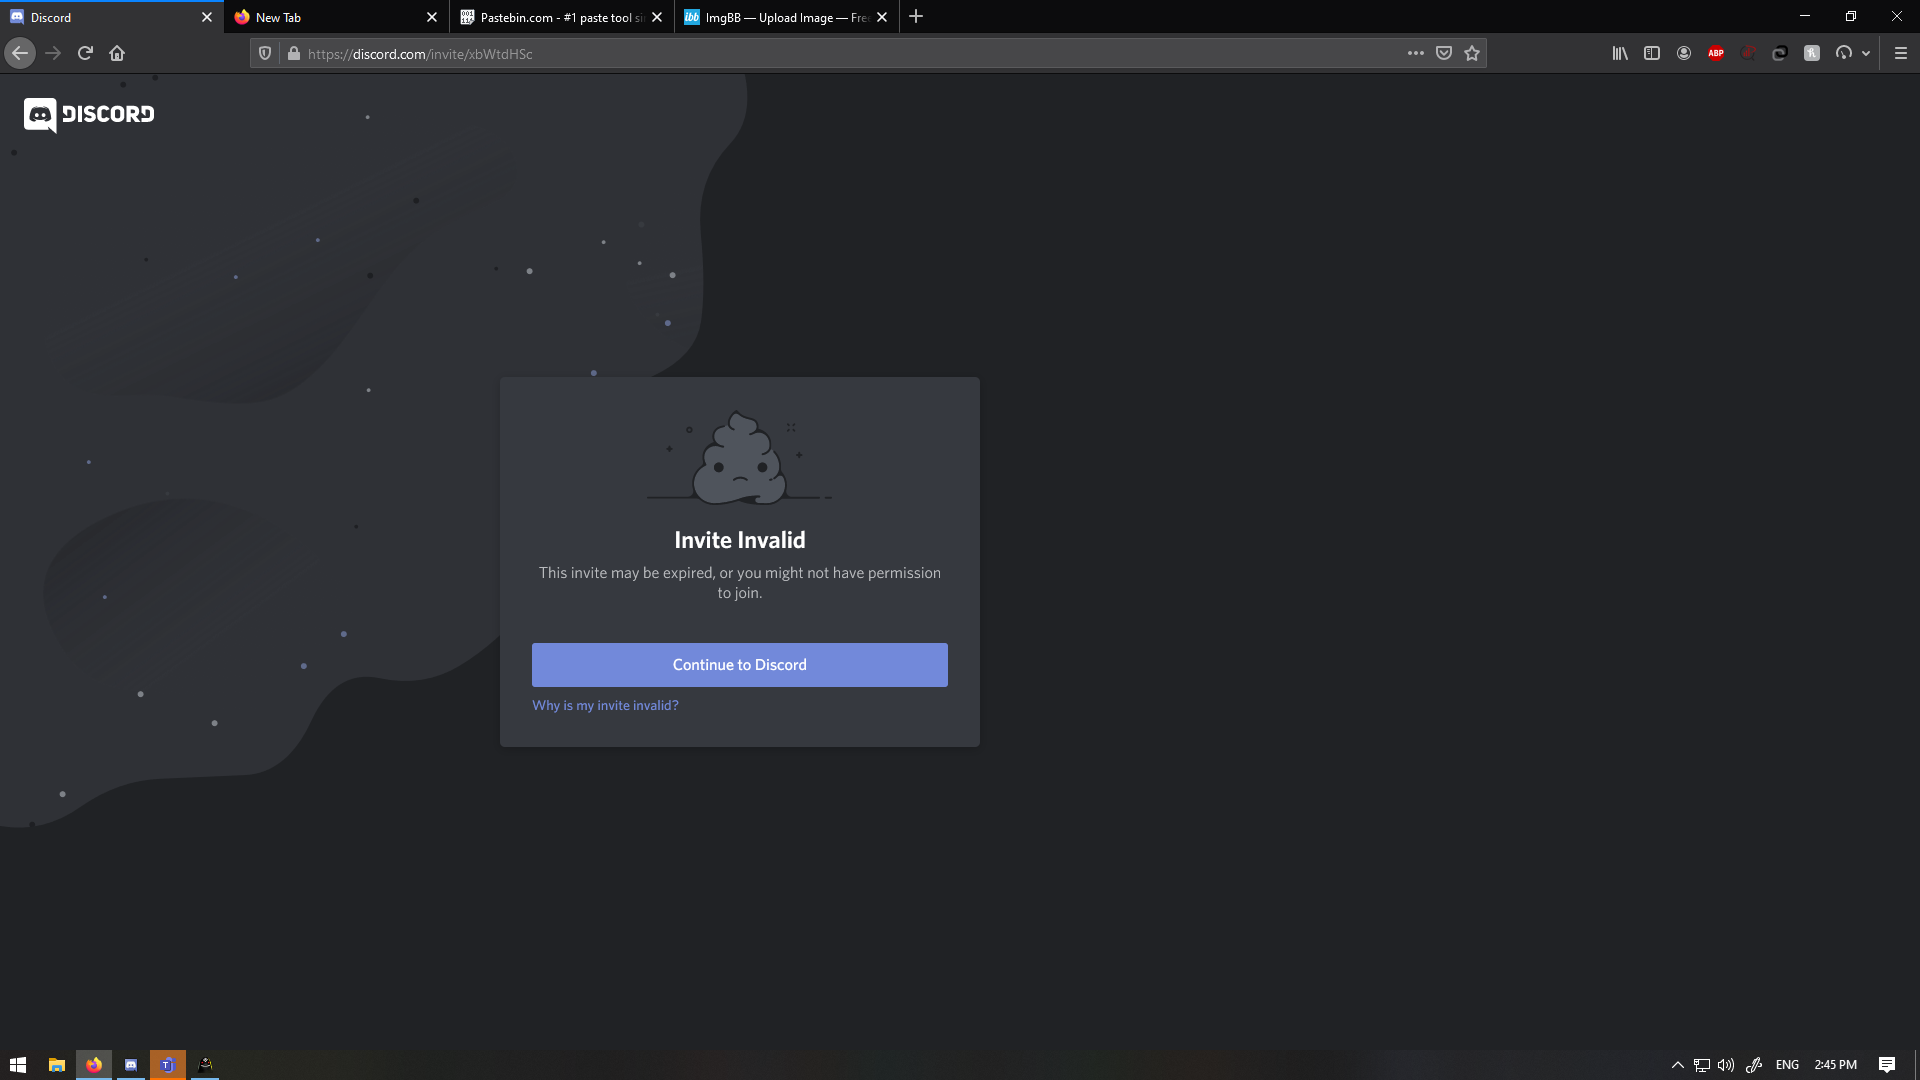 Discord
New Tab
Pastebin.com - #1 paste tool si
ibb
ImgBB — Upload Image — Fre
https://discord.com/invite/xbWtdHSc
ABP
DISCORD
Invite Invalid
This invite may be expired, or you might not have permission
to join.
Continue to Discord
Why is my invite invalid?
ENG
2:45 PM